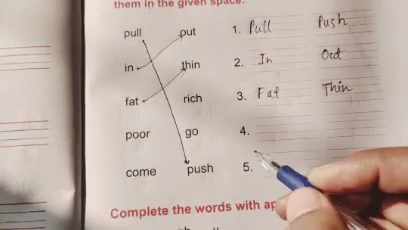 them in the given space.
pull put 1. Pull Push
in thin 2. In Out
fat rich 3. Fat Thin
poor go 4.
come push 5.
Complete the words with ap